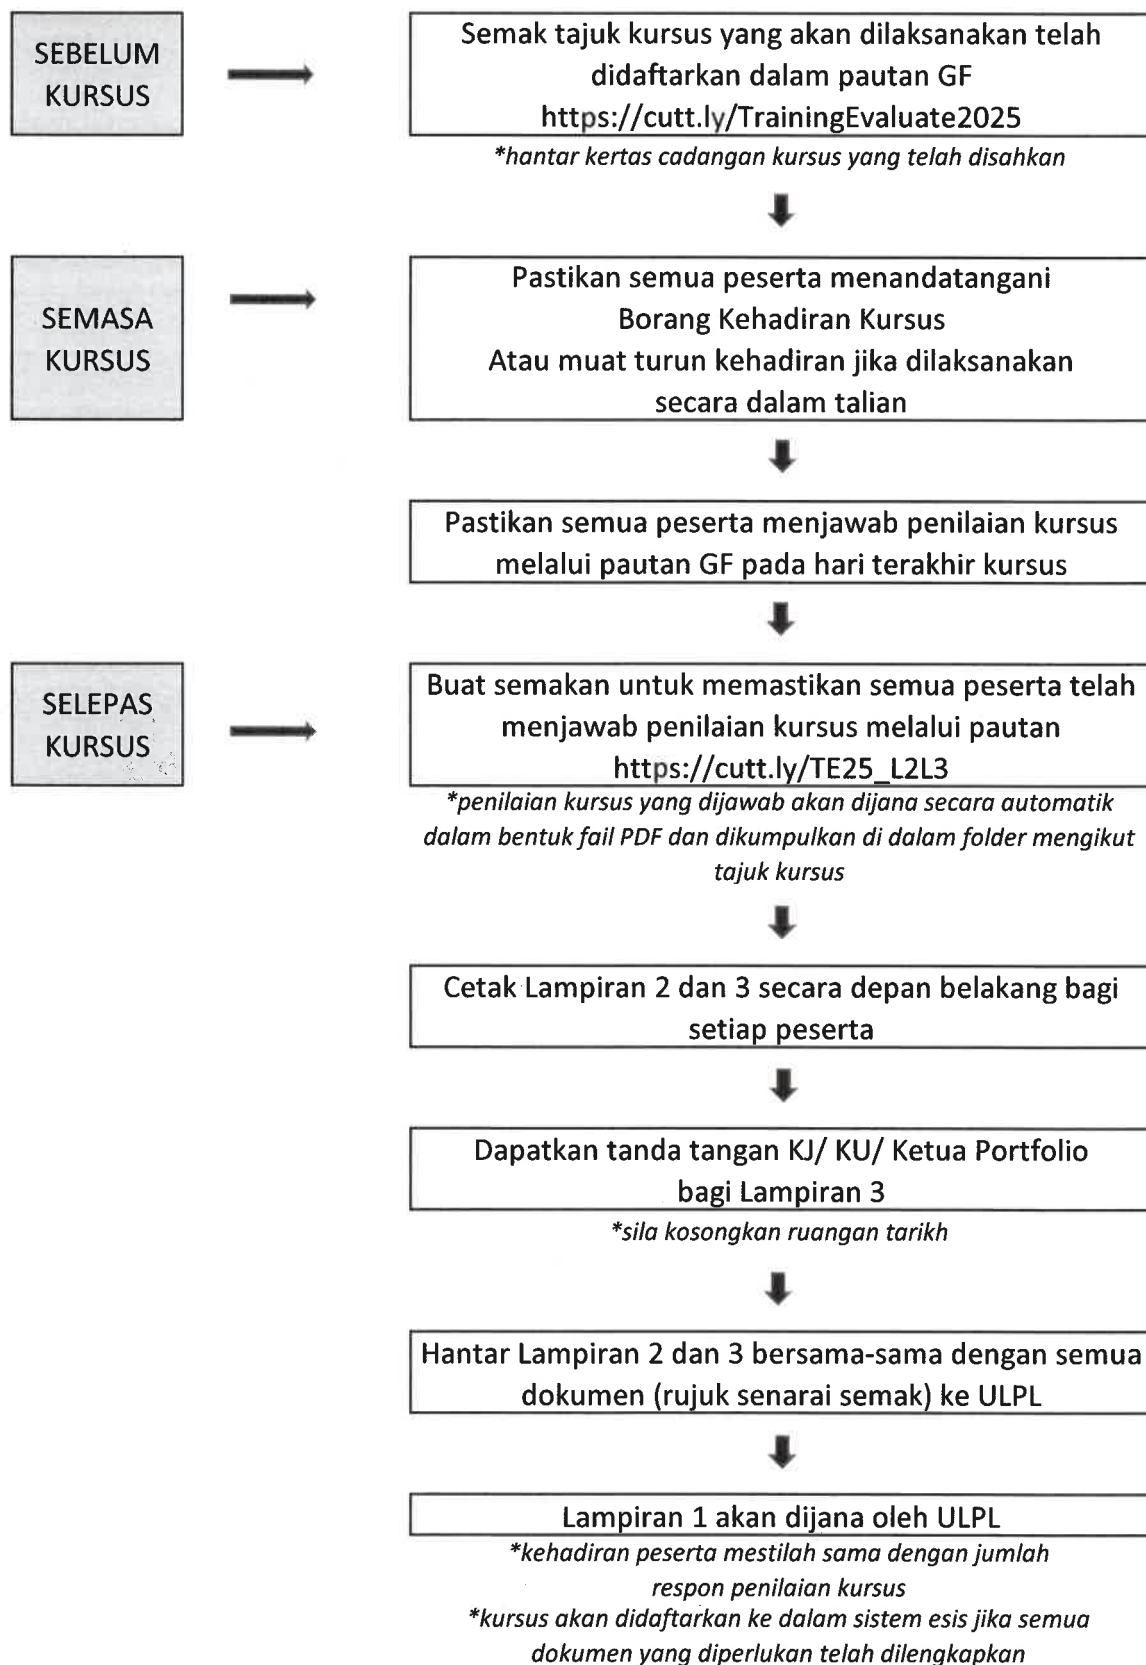 SEBELUM
KURSUS
Semak tajuk kursus yang akan dilaksanakan telah
didaftarkan dalam pautan GF
https://cutt.ly/TrainingEvaluate2025
*hantar kertas cadangan kursus yang telah disahkan
SEMASA
KURSUS
Pastikan semua peserta menandatangani
Borang Kehadiran Kursus
Atau muat turun kehadiran jika dilaksanakan
secara dalam talian
Pastikan semua peserta menjawab penilaian kursus
melalui pautan GF pada hari terakhir kursus
SELEPAS
KURSUS
Buat semakan untuk memastikan semua peserta telah
menjawab penilaian kursus melalui pautan
https://cutt.ly/TE25_L2L3
*penilaian kursus yang dijawab akan dijana secara automatik
dalam bentuk fail PDF dan dikumpulkan di dalam folder mengikut
tajuk kursus
Cetak Lampiran 2 dan 3 secara depan belakang bagi
setiap peserta
Dapatkan tanda tangan KJ/ KU/ Ketua Portfolio
bagi Lampiran 3
*sila kosongkan ruangan tarikh
Hantar Lampiran 2 dan 3 bersama-sama dengan semua
dokumen (rujuk senarai semak) ke ULPL
Lampiran 1 akan dijana oleh ULPL
*kehadiran peserta mestilah sama dengan jumlah
respon penilaian kursus
*kursus akan didaftarkan ke dalam sistem esis jika semua
dokumen yang diperlukan telah dilengkapkan